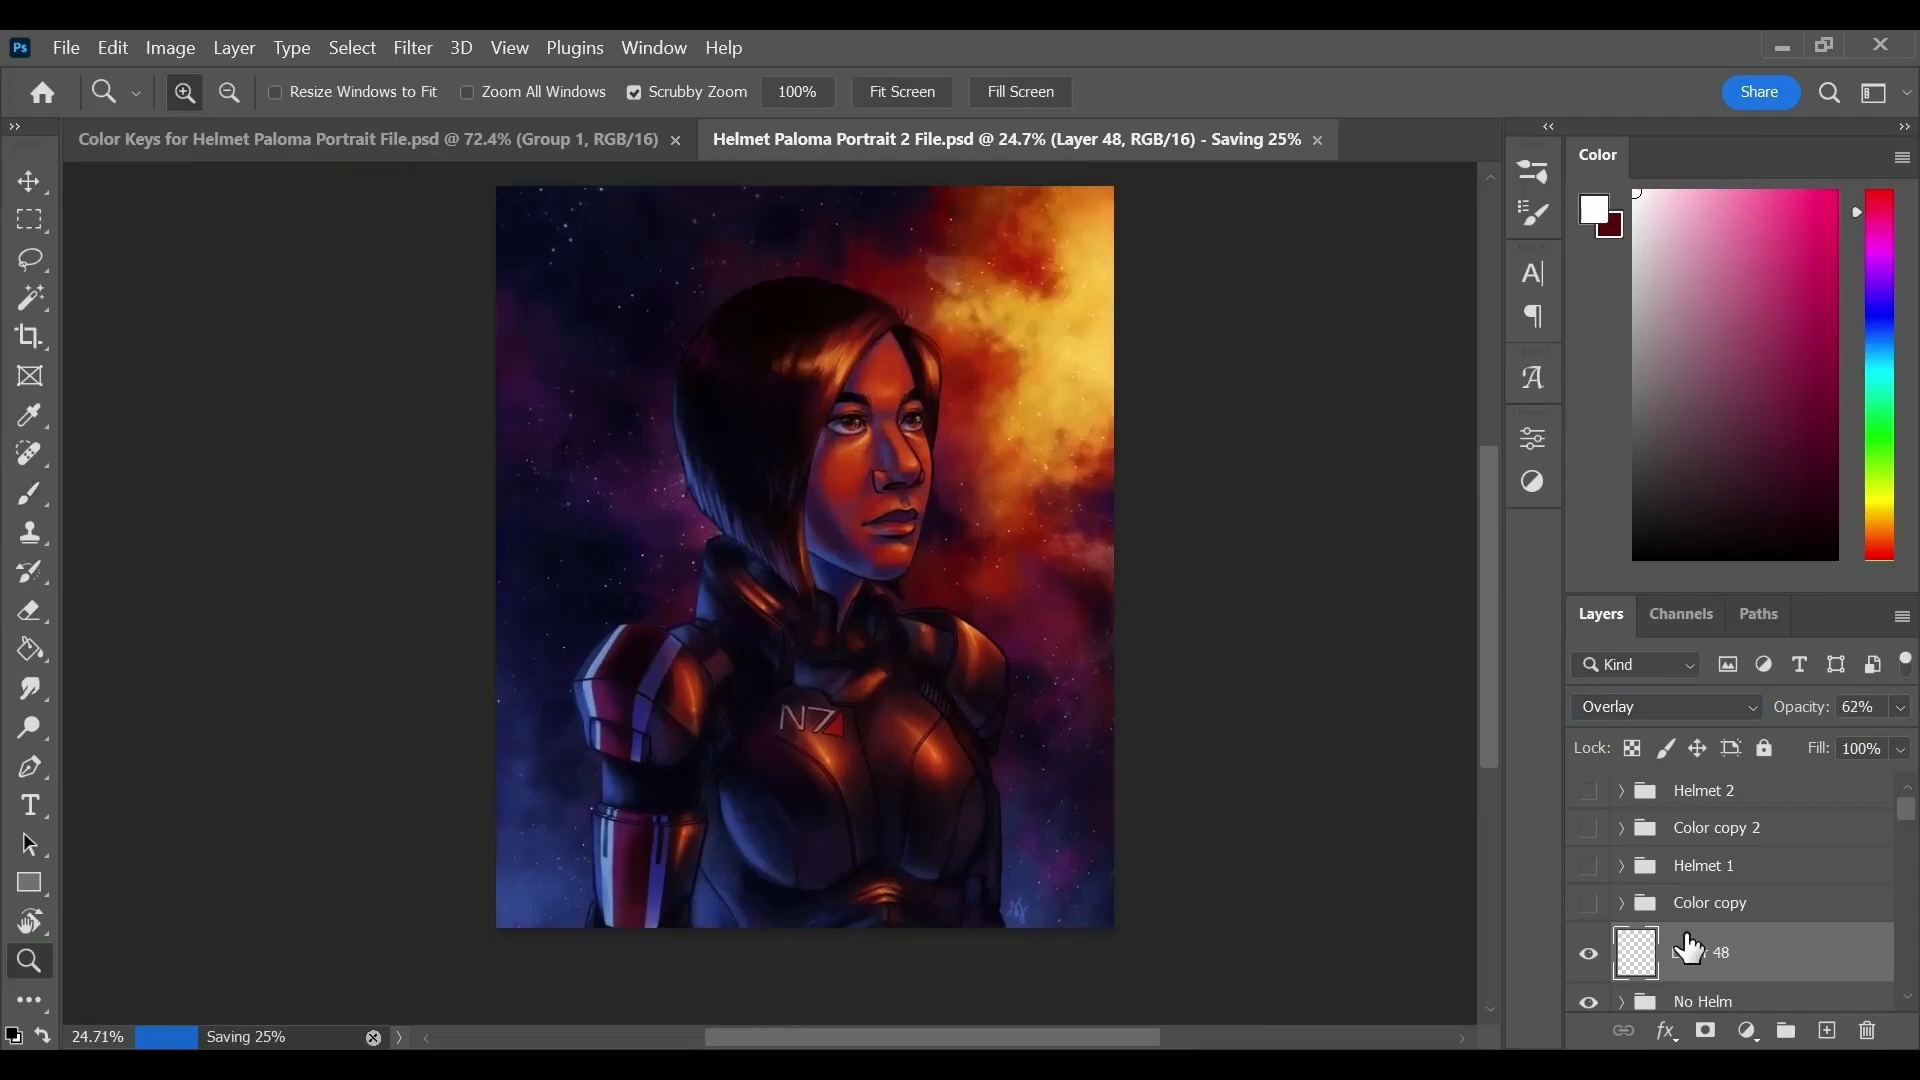 Ps File Edit Image Layer Type Select Filter 3D View Plugins Window Help
Resize Windows to Fit Zoom All Windows Scrubby Zoom 100% Fit Screen Fill Screen Share
Color Keys for Helmet Paloma Portrait File.psd @ 72.4% (Group 1, RGB/16) × Helmet Paloma Portrait 2 File.psd @ 24.7% (Layer 48, RGB/16) - Saving 25% ×
Color
Layers Channels Paths
Kind
Overlay Opacity: 62%
Lock: Fill: 100%
Helmet 2
Color copy 2
Helmet 1
Color copy
48
No Helm
N7
24.71% Saving 25%